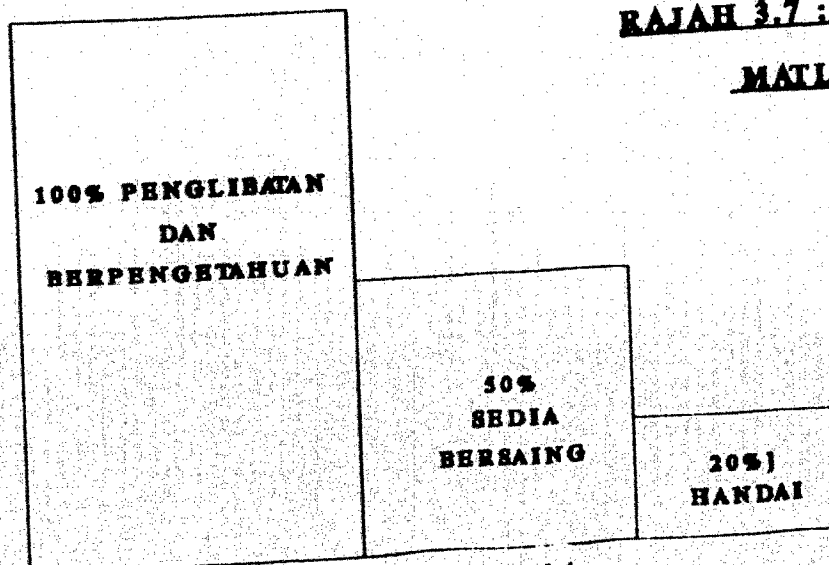 RAJAH 3.7 :
100% PENGLIBATAN
DAN
BERPENGETAHUAN
50%
SEDIA
BERSAING
20%]
HANDAI